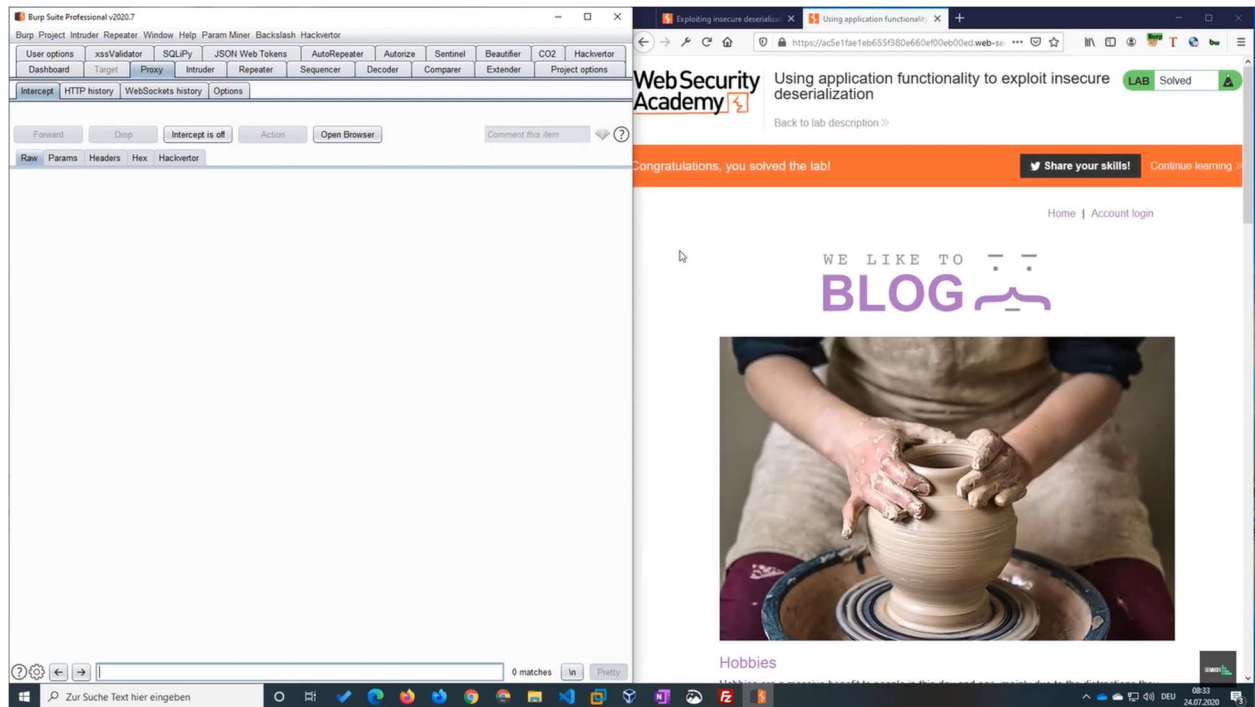 Burp Suite Professional v2020.7
Burp Project Intruder Repeater Window Help Param Miner Backslash Hackvertor
User options xssValidator SQLiPy JSON Web Tokens AutoRepeater Autorize Sentinel Beautifier CO2 Hackvertor
Dashboard Target Proxy Intruder Repeater Sequencer Decoder Comparer Extender Project options
Intercept HTTP history WebSockets history Options
Forward Drop Intercept is off Action Open Browser Comment this item ?
Raw Params Headers Hex Hackvertor
? 0 matches \n Pretty
Exploiting insecure deserializat
Using application functionalit
https://ac5e1fae1eb655f380e660ef00eb00ed.web-sec
Web Security
Academy
Using application functionality to exploit insecure
deserialization
LAB Solved
Back to lab description
Congratulations, you solved the lab!
Share your skills!
Continue learning
Home | Account login
WE LIKE TO
BLOG
Hobbies
Zur Suche Text hier eingeben
DEU
08:33
24.07.2020